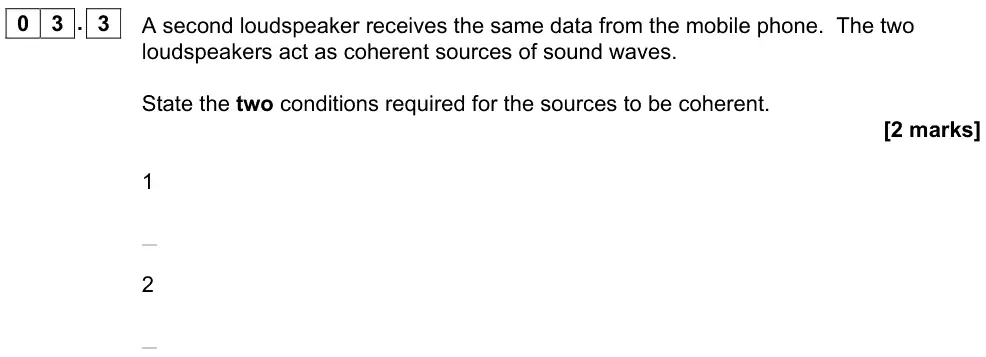 0 3 . 3 A second loudspeaker receives the same data from the mobile phone. The two
loudspeakers act as coherent sources of sound waves.
State the two conditions required for the sources to be coherent.
[2 marks]
1
2